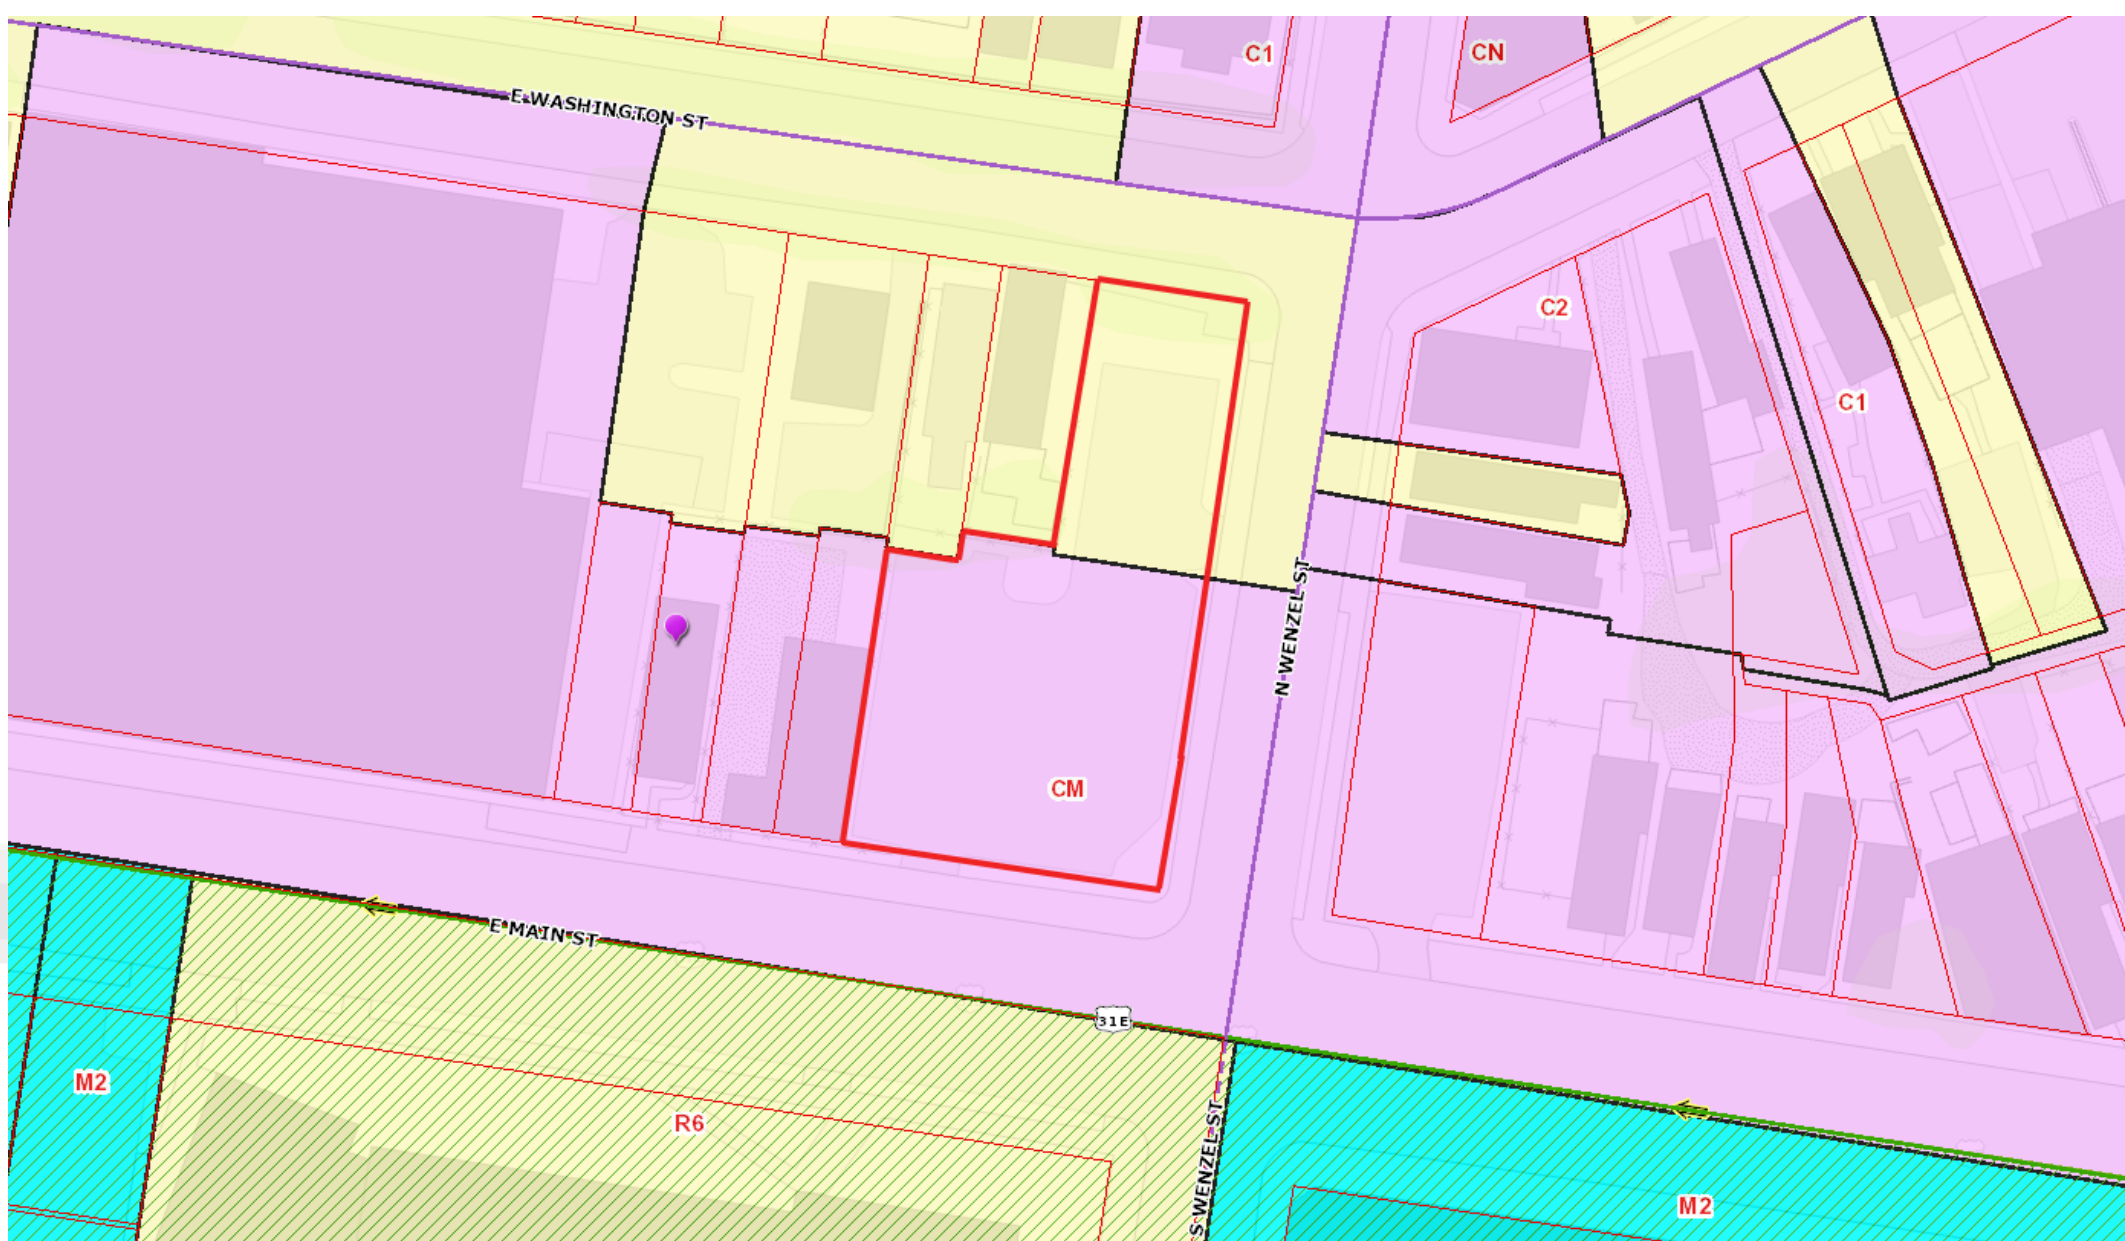 C1
CN
E WASHINGTON ST
C2
C1
N WENZEL ST
CM
E MAIN ST
31E
M2
R6
S WENZEL ST
M2